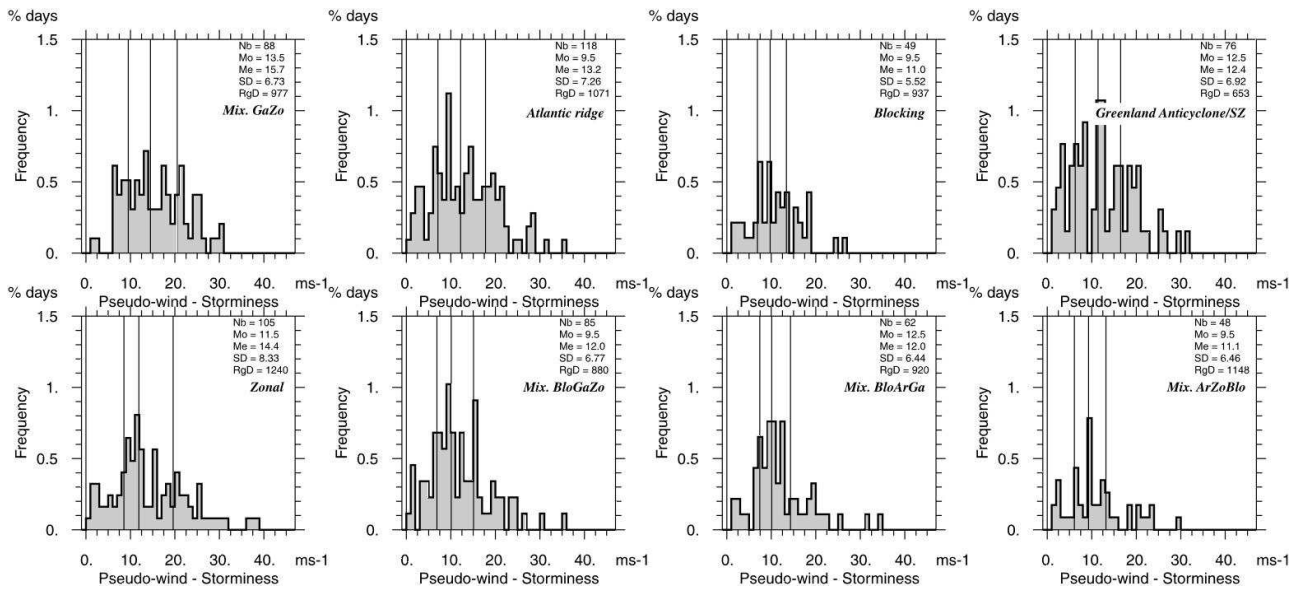 % days
1.5
1.
0.5
0.
Frequency
Nb = 88
Mo = 13.5
Me = 15.7
SD = 6.73
RgD = 977
Mix. GaZo
0. 10. 20. 30. 40. ms-1
Pseudo-wind - Storminess
% days
1.5
1.
0.5
0.
Frequency
Nb = 118
Mo = 9.5
Me = 13.2
SD = 7.26
RgD = 1071
Atlantic ridge
0. 10. 20. 30. 40. ms-1
Pseudo-wind - Storminess
% days
1.5
1.
0.5
0.
Frequency
Nb = 49
Mo = 9.5
Me = 11.0
SD = 5.52
RgD = 937
Blocking
0. 10. 20. 30. 40. ms-1
Pseudo-wind - Storminess
% days
1.5
1.
0.5
0.
Frequency
Nb = 76
Mo = 12.5
Me = 12.4
SD = 6.92
RgD = 653
Greenland Anticyclone/SZ
0. 10. 20. 30. 40. ms-1
Pseudo-wind - Storminess
% days
1.5
1.
0.5
0.
Frequency
Nb = 105
Mo = 11.5
Me = 14.4
SD = 8.33
RgD = 1240
Zonal
0. 10. 20. 30. 40. ms-1
Pseudo-wind - Storminess
% days
1.5
1.
0.5
0.
Frequency
Nb = 85
Mo = 9.5
Me = 12.0
SD = 6.77
RgD = 880
Mix. BloGaZo
0. 10. 20. 30. 40. ms-1
Pseudo-wind - Storminess
% days
1.5
1.
0.5
0.
Frequency
Nb = 62
Mo = 12.5
Me = 12.0
SD = 6.44
RgD = 920
Mix. BloArGa
0. 10. 20. 30. 40. ms-1
Pseudo-wind - Storminess
% days
1.5
1.
0.5
0.
Frequency
Nb = 48
Mo = 9.5
Me = 11.1
SD = 6.46
RgD = 1148
Mix. ArZoBlo
0. 10. 20. 30. 40. ms-1
Pseudo-wind - Storminess